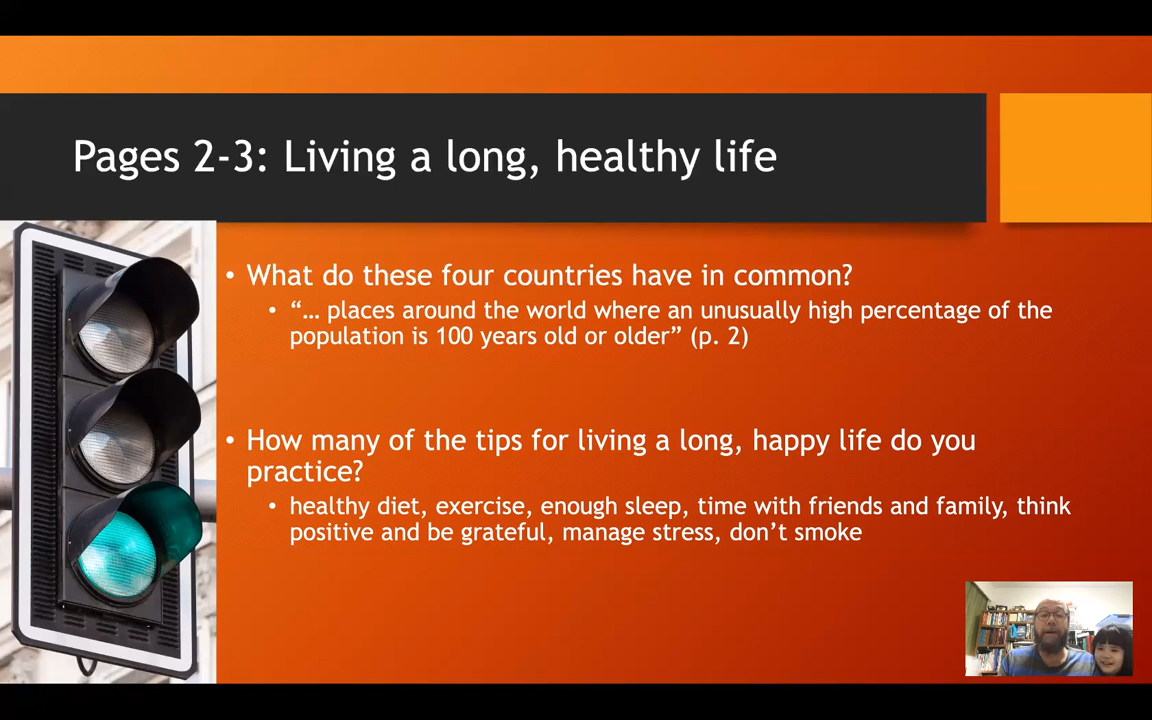 Pages 2-3: Living a long, healthy life
• What do these four countries have in common?
• “… places around the world where an unusually high percentage of the
population is 100 years old or older” (p. 2)
• How many of the tips for living a long, happy life do you
practice?
• healthy diet, exercise, enough sleep, time with friends and family, think
positive and be grateful, manage stress, don’t smoke